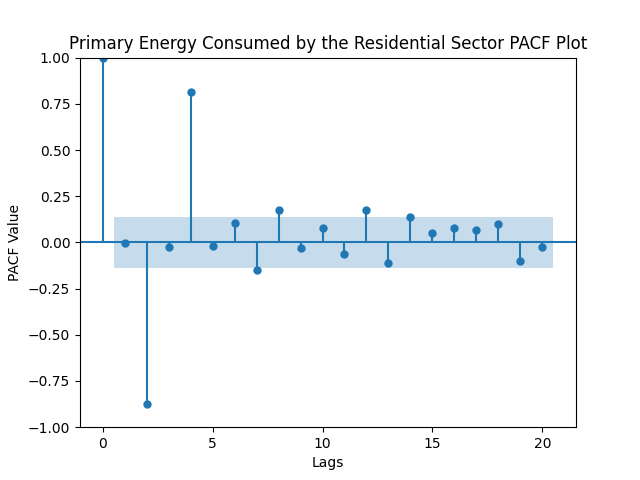 Primary Energy Consumed by the Residential Sector PACF Plot
1.00
0.75
0.50
0.25
0.00
−0.25
−0.50
−0.75
−1.00
PACF Value
0 5 10 15 20
Lags